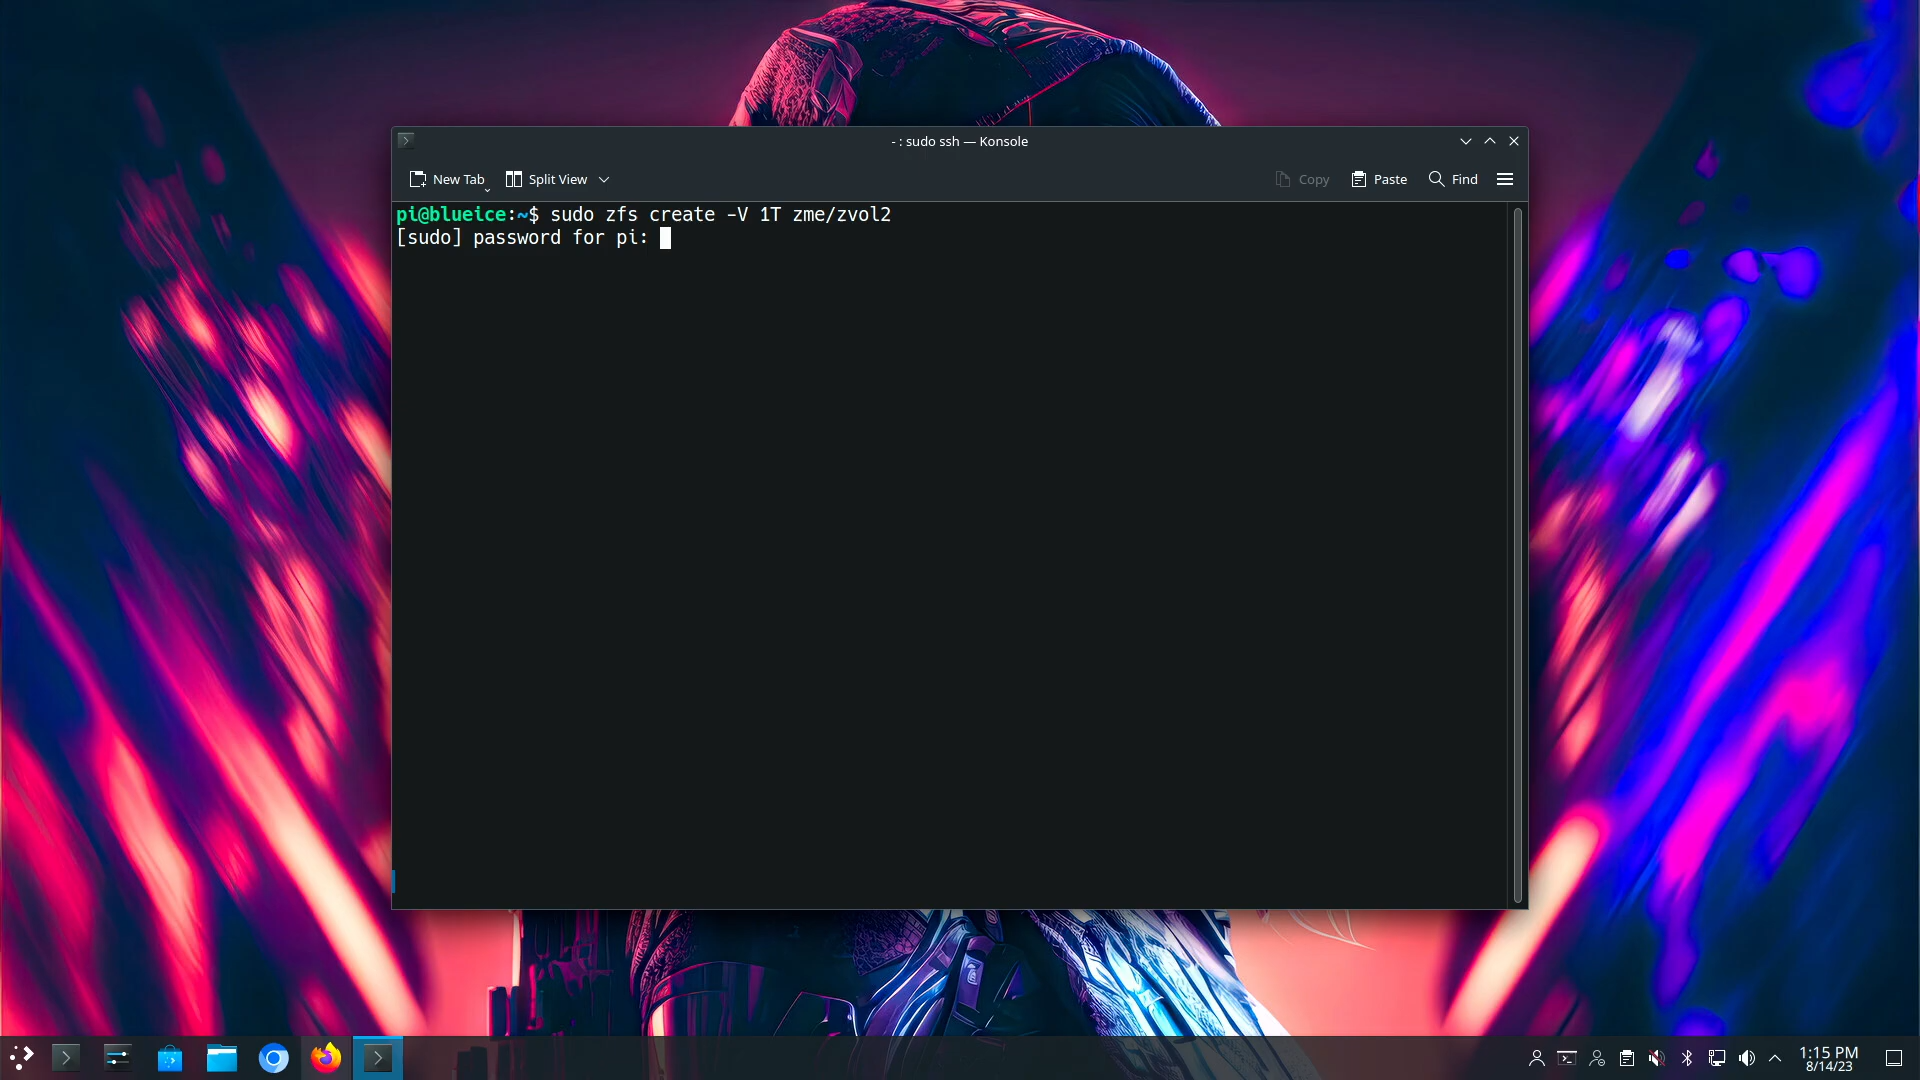 - : sudo ssh — Konsole
New Tab Split View Copy Paste Find
pi@blueice:~$ sudo zfs create -V 1T zme/zvol2
[sudo] password for pi:
1:15 PM
8/14/23